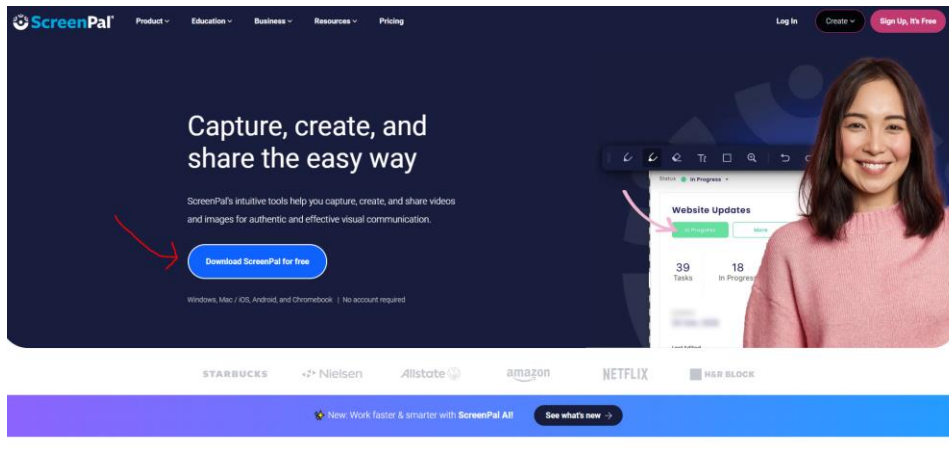 ScreenPal
Product Education Business Resources Pricing
Log In Create Sign Up, It's Free
Capture, create, and
share the easy way
ScreenPal's intuitive tools help you capture, create, and share videos
and images for authentic and effective visual communication.
Download ScreenPal for free
Windows, Mac / iOS, Android, and Chromebook | No account required
Tt
Status In Progress
Website Updates
In Progress
39 18
Tasks In Progress
Last Edited
STARBUCKS Nielsen Allstate amazon NETFLIX H&R BLOCK
New: Work faster & smarter with ScreenPal AI! See what's new →